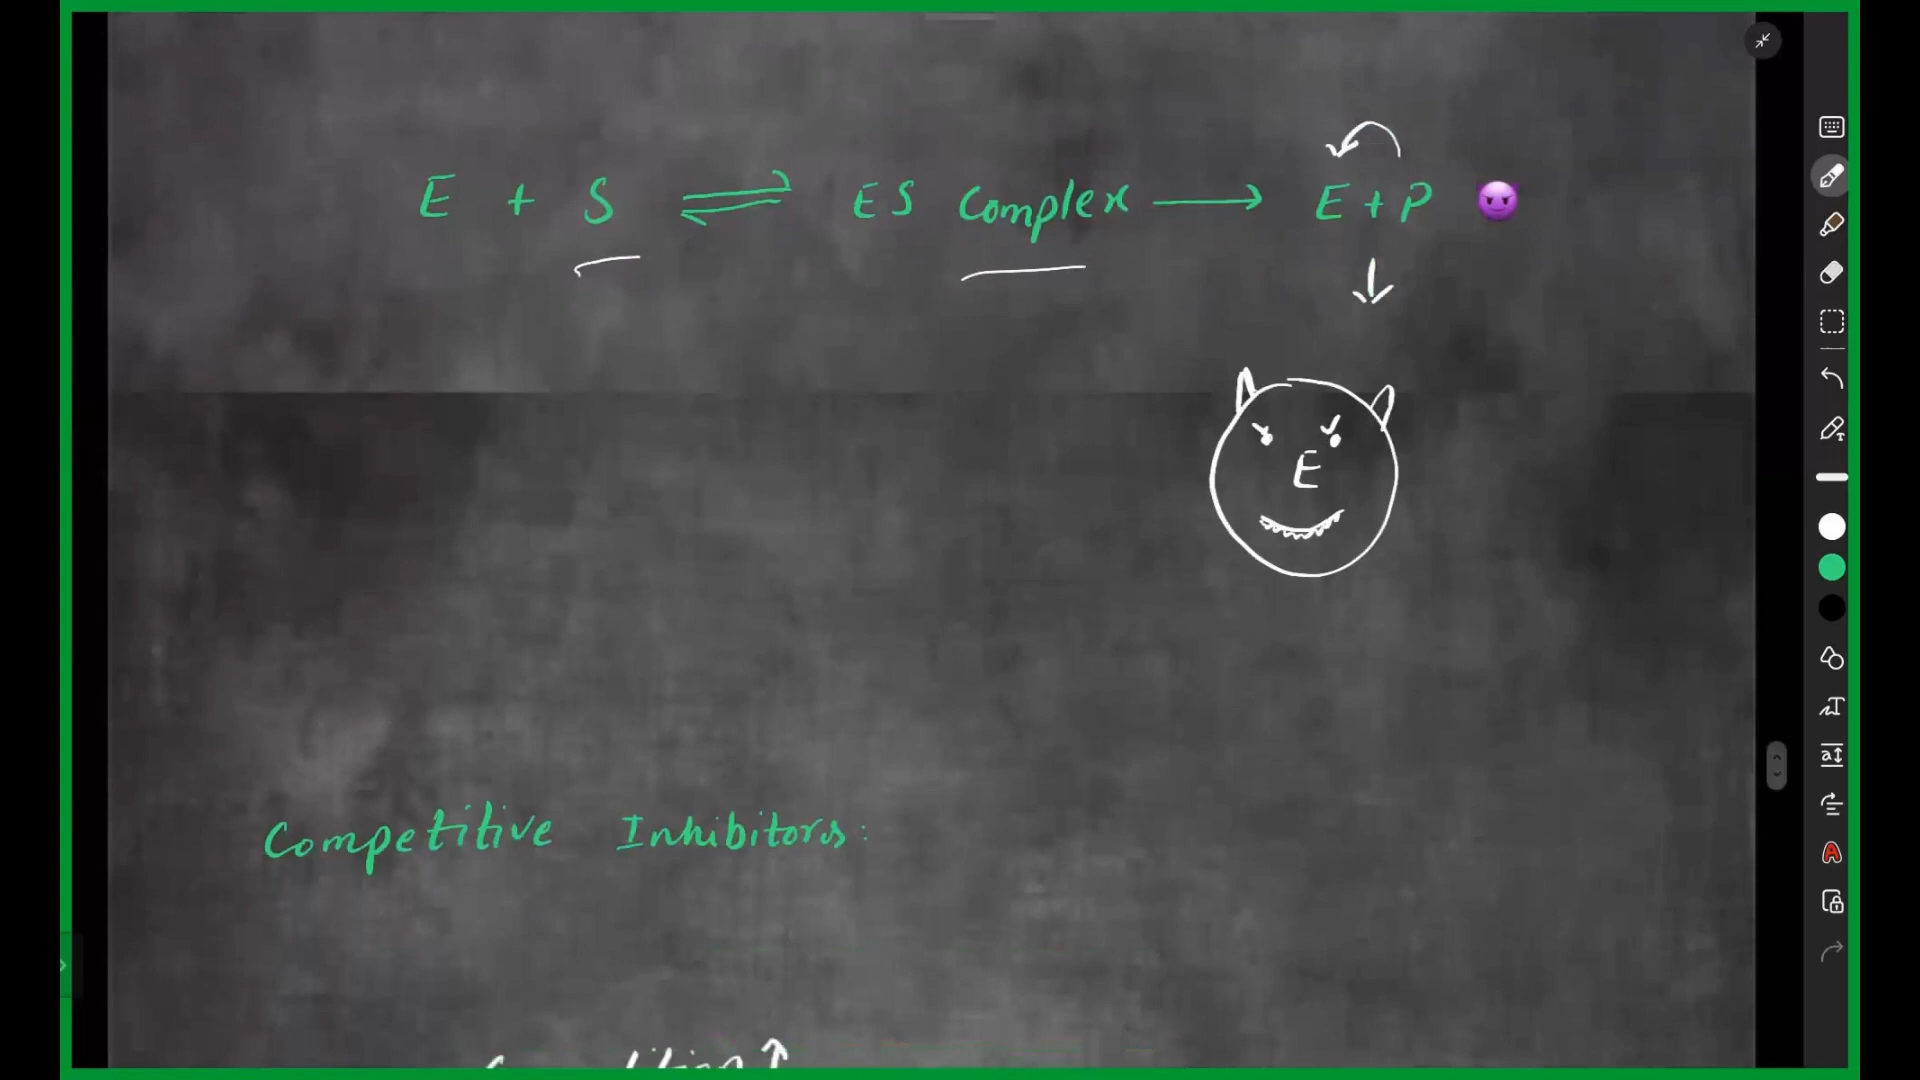 E + S ⇌ ES Complex → E + P 😈
E
Competitive Inhibitors: